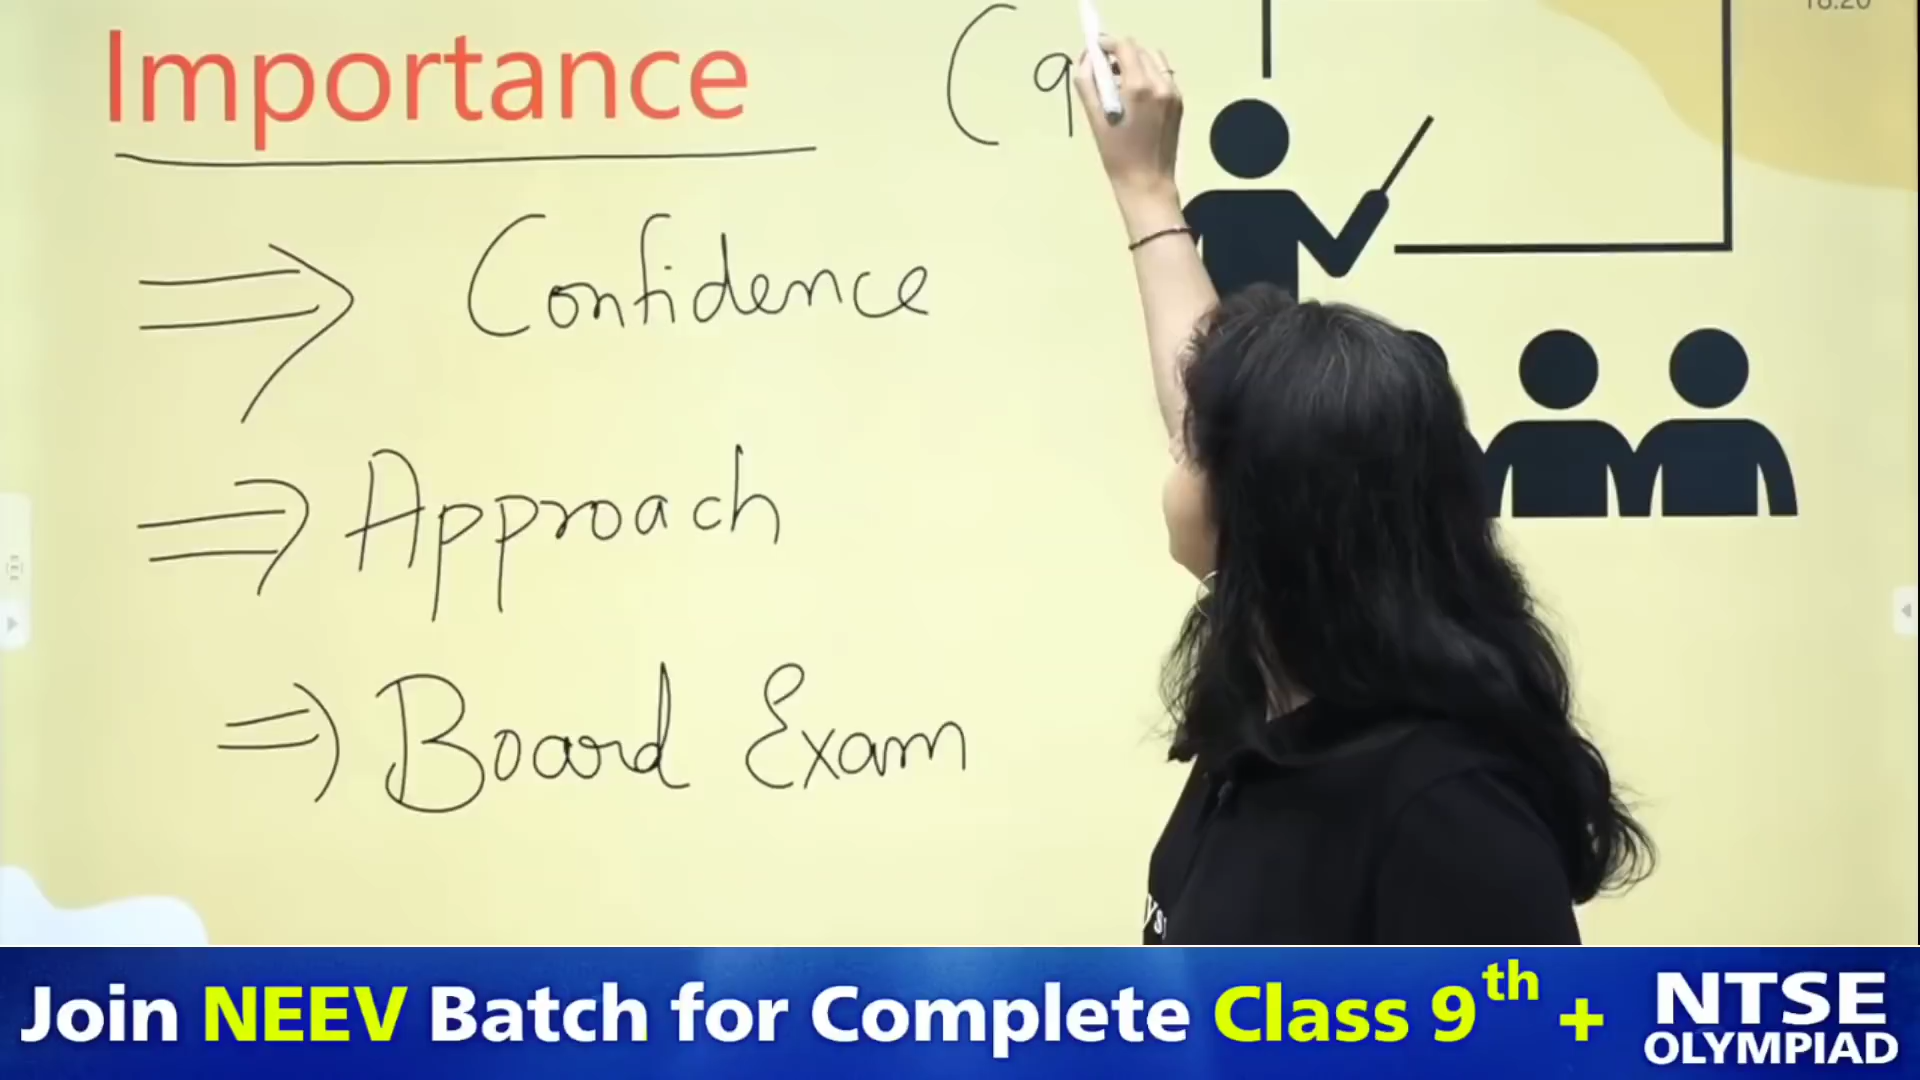 Importance
(9
⇒ Confidence
⇒ Approach
⇒ Board Exam
Join NEEV Batch for Complete Class 9th +
NTSE
OLYMPIAD